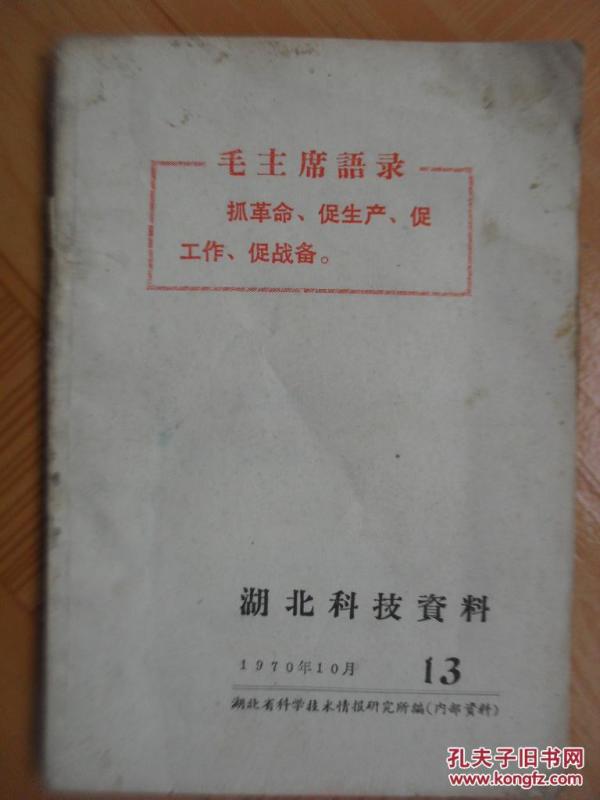 毛主席語录
抓革命、促生产、促
工作、促战备。
湖北科技資料
1970年10月 13
湖北省科学技术情报研究所編(内部資料)
孔夫子旧书网
www.kongfz.com